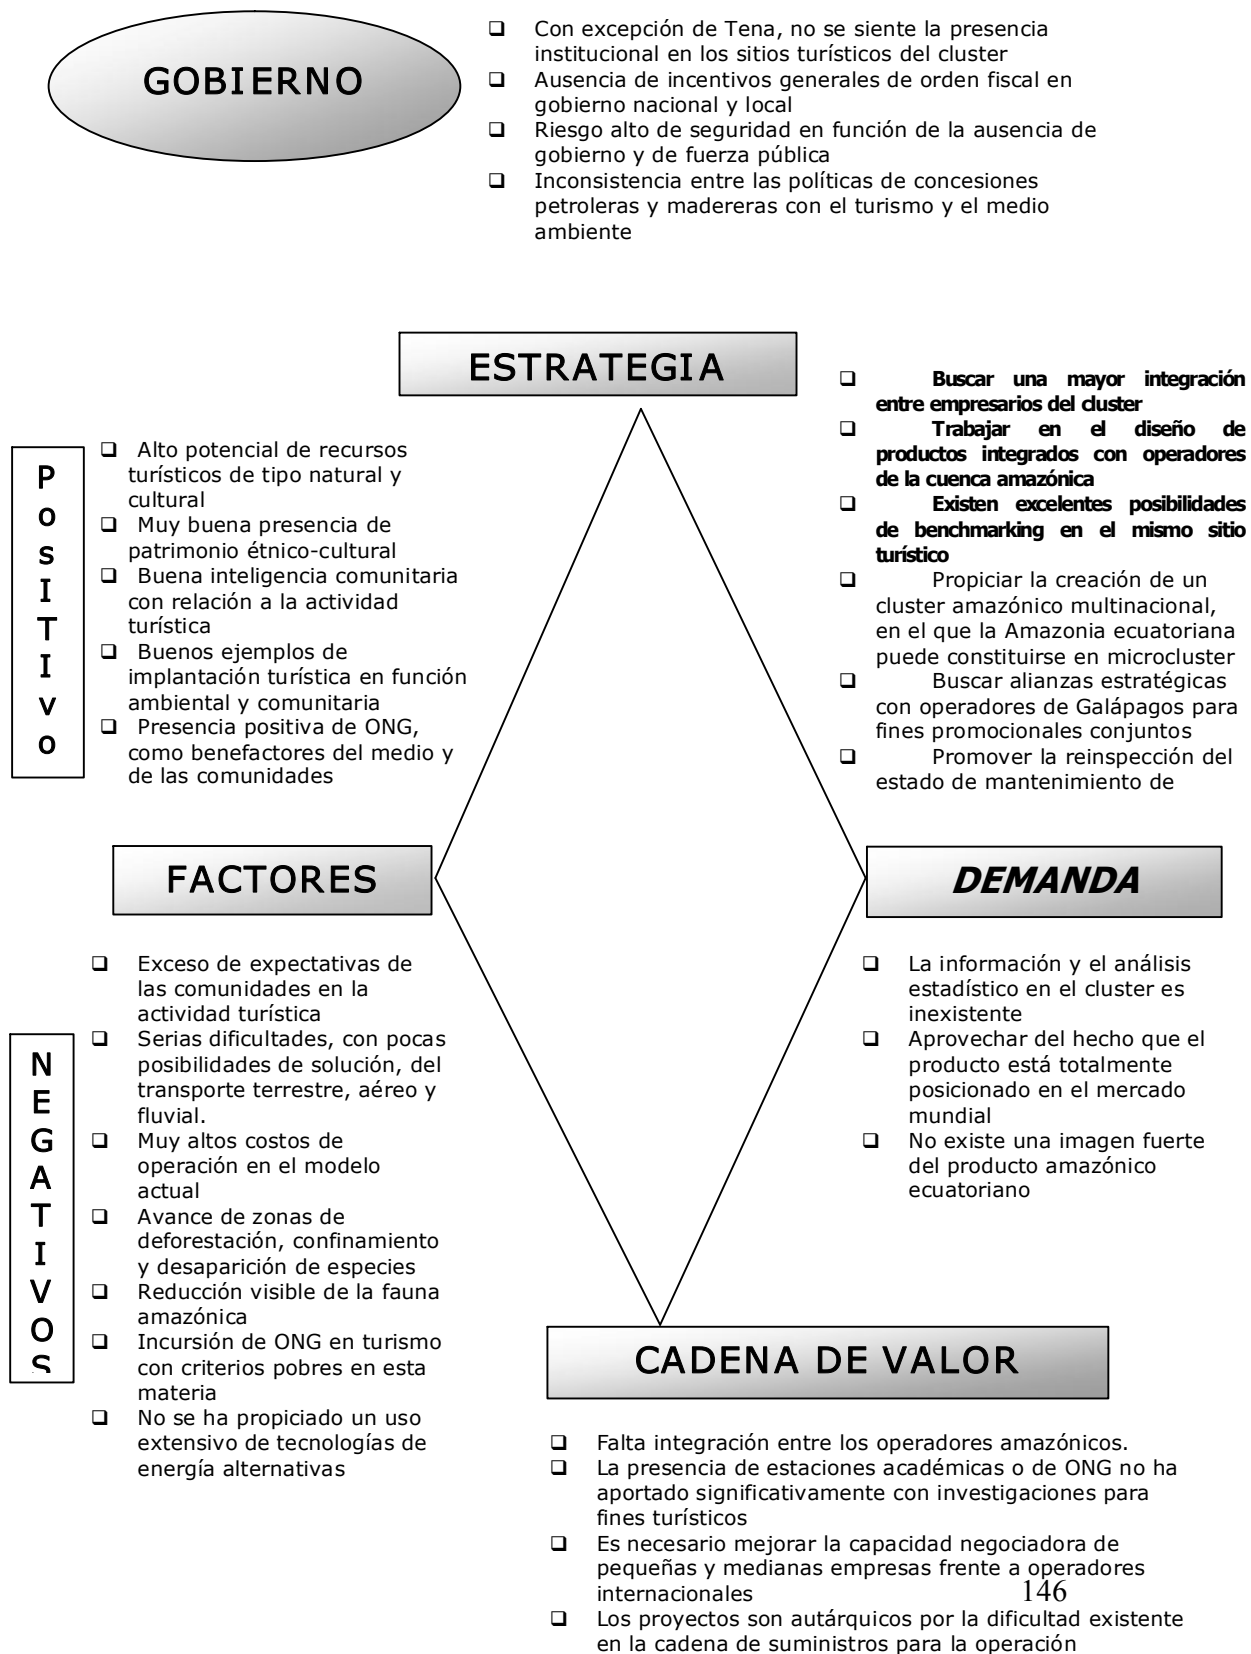 GOBIERNO
❑ Con excepción de Tena, no se siente la presencia
institucional en los sitios turísticos del cluster
❑ Ausencia de incentivos generales de orden fiscal en
gobierno nacional y local
❑ Riesgo alto de seguridad en función de la ausencia de
gobierno y de fuerza pública
❑ Inconsistencia entre las políticas de concesiones
petroleras y madereras con el turismo y el medio
ambiente
ESTRATEGIA
❑ Buscar una mayor integración
entre empresarios del cluster
❑ Trabajar en el diseño de
productos integrados con operadores
de la cuenca amazónica
❑ Existen excelentes posibilidades
de benchmarking en el mismo sitio
turístico
❑ Propiciar la creación de un
cluster amazónico multinacional,
en el que la Amazonia ecuatoriana
puede constituirse en microcluster
❑ Buscar alianzas estratégicas
con operadores de Galápagos para
fines promocionales conjuntos
❑ Promover la reinspección del
estado de mantenimiento de
P
o
s
I
T
I
v
o
❑ Alto potencial de recursos
turísticos de tipo natural y
cultural
❑ Muy buena presencia de
patrimonio étnico-cultural
❑ Buena inteligencia comunitaria
con relación a la actividad
turística
❑ Buenos ejemplos de
implantación turística en función
ambiental y comunitaria
❑ Presencia positiva de ONG,
como benefactores del medio y
de las comunidades
FACTORES
DEMANDA
N
E
G
A
T
I
V
O
S
❑ Exceso de expectativas de
las comunidades en la
actividad turística
❑ Serias dificultades, con pocas
posibilidades de solución, del
transporte terrestre, aéreo y
fluvial.
❑ Muy altos costos de
operación en el modelo
actual
❑ Avance de zonas de
deforestación, confinamiento
y desaparición de especies
❑ Reducción visible de la fauna
amazónica
❑ Incursión de ONG en turismo
con criterios pobres en esta
materia
❑ No se ha propiciado un uso
extensivo de tecnologías de
energía alternativas
❑ La información y el análisis
estadístico en el cluster es
inexistente
❑ Aprovechar del hecho que el
producto está totalmente
posicionado en el mercado
mundial
❑ No existe una imagen fuerte
del producto amazónico
ecuatoriano
CADENA DE VALOR
❑ Falta integración entre los operadores amazónicos.
❑ La presencia de estaciones académicas o de ONG no ha
aportado significativamente con investigaciones para
fines turísticos
❑ Es necesario mejorar la capacidad negociadora de
pequeñas y medianas empresas frente a operadores
internacionales
❑ Los proyectos son autárquicos por la dificultad existente
en la cadena de suministros para la operación
146